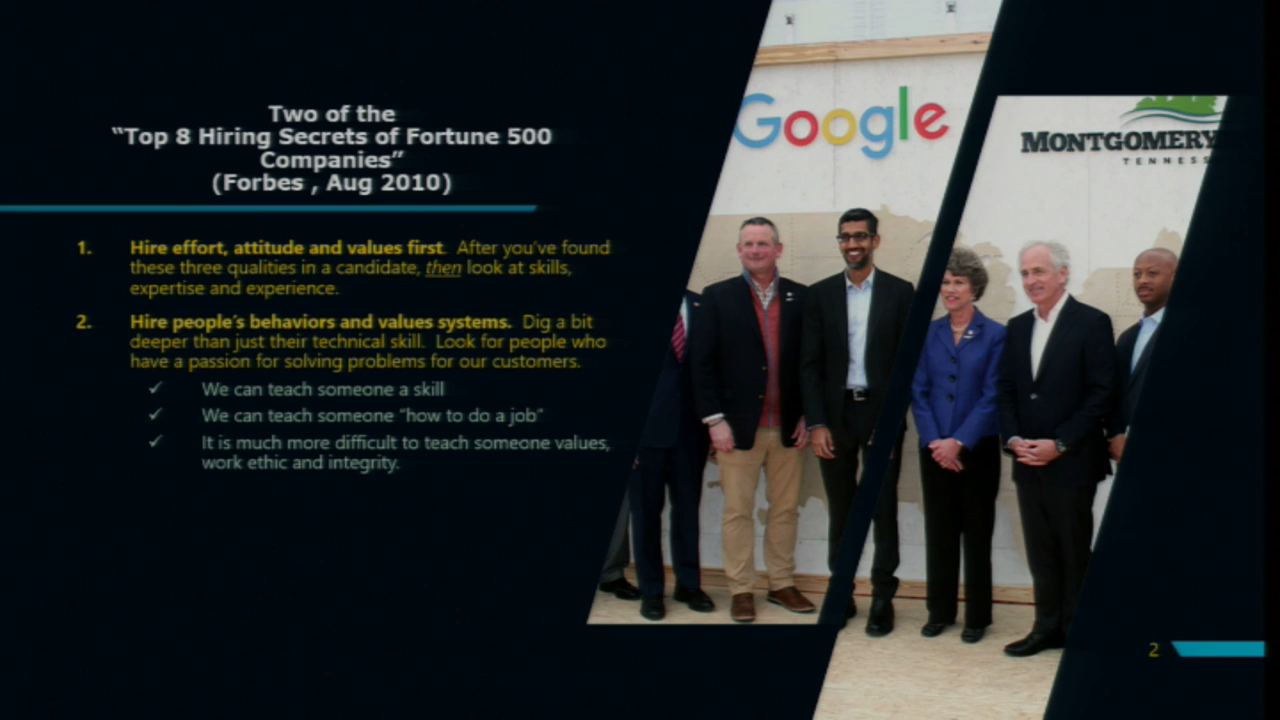 Two of the
“Top 8 Hiring Secrets of Fortune 500
Companies”
(Forbes , Aug 2010)
1. Hire effort, attitude and values first. After you've found
these three qualities in a candidate, then look at skills,
expertise and experience.
2. Hire people's behaviors and values systems. Dig a bit
deeper than just their technical skill. Look for people who
have a passion for solving problems for our customers.
✓ We can teach someone a skill
✓ We can teach someone “how to do a job”
✓ It is much more difficult to teach someone values,
work ethic and integrity.
Google
MONTGOMERY
TENNESS
2